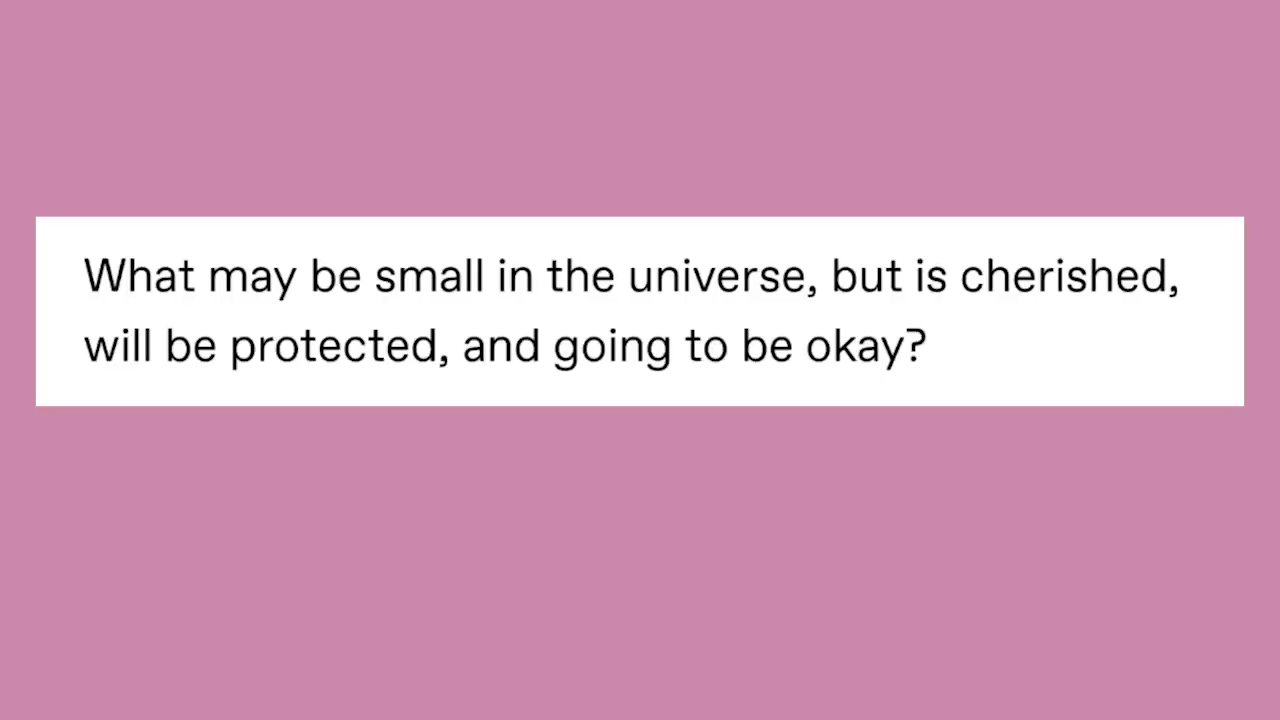 What may be small in the universe, but is cherished,
will be protected, and going to be okay?